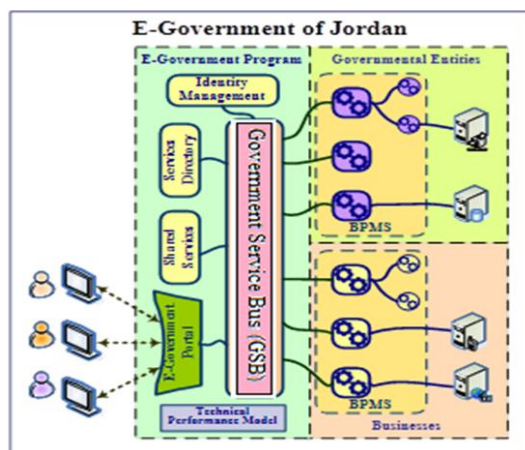 E-Government of Jordan
E-Government Program
Governmental Entities
Identity
Management
Services
Directory
Shared
Services
Government Service Bus (GSB)
E-Government
Portal
Technical
Performance Model
BPMS
BPMS
Businesses